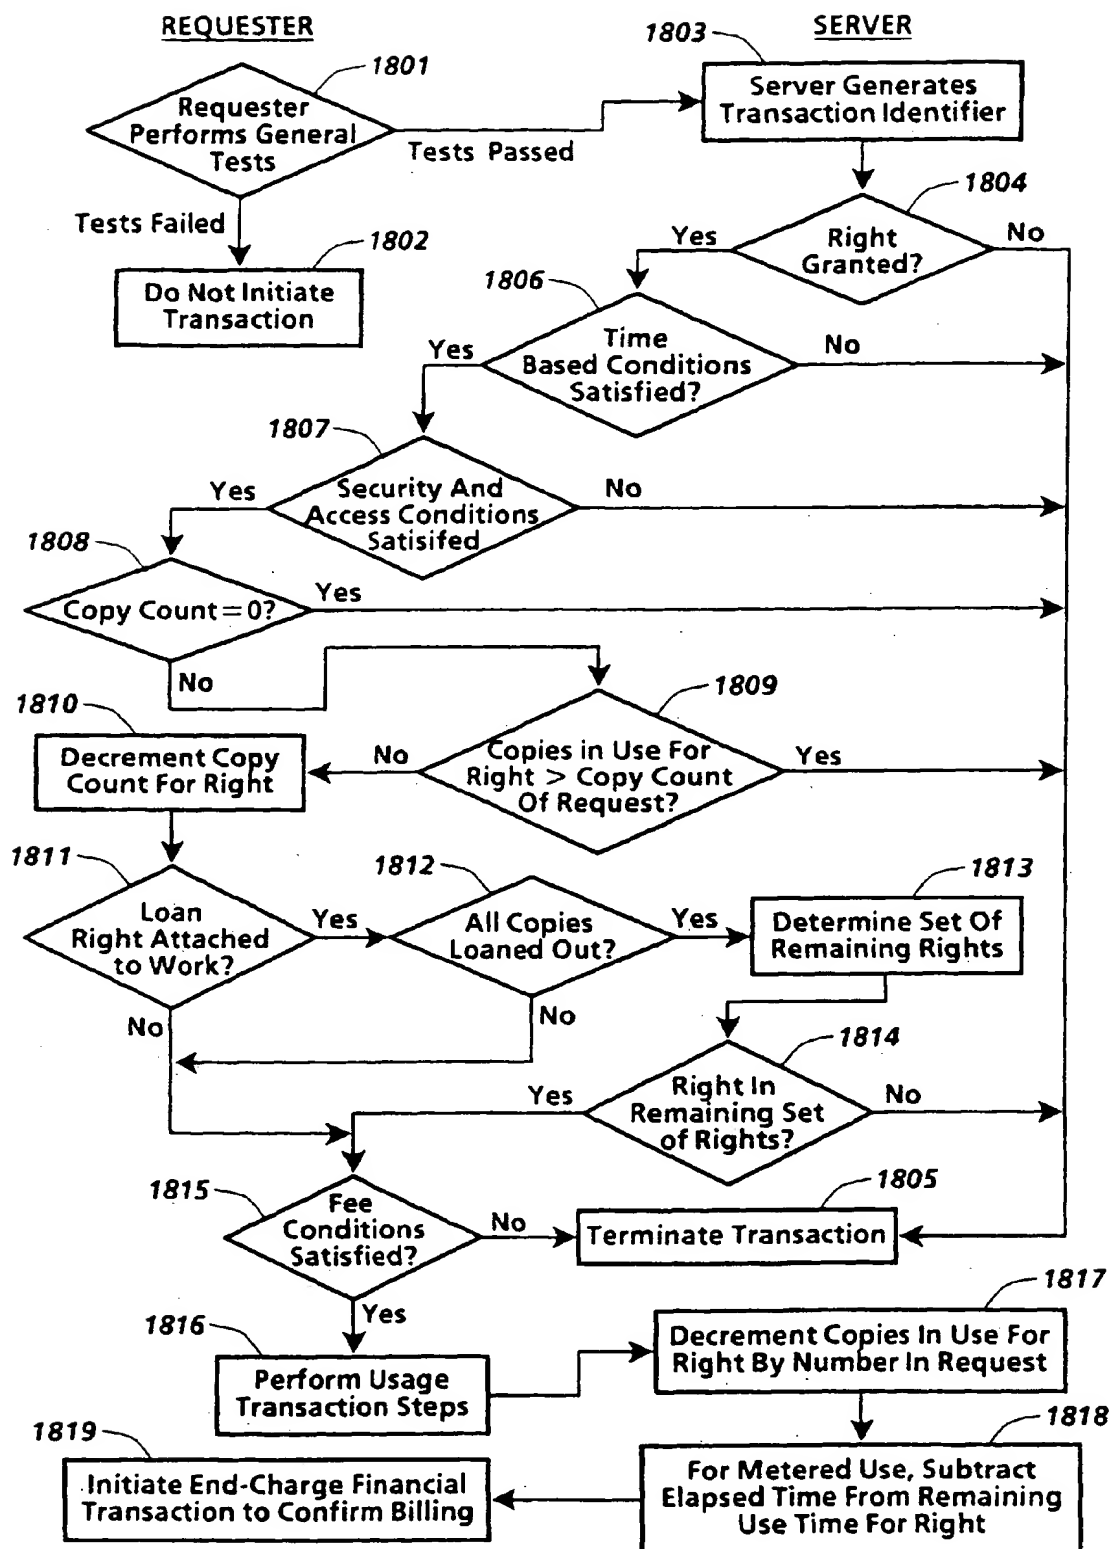 REQUESTER
SERVER
1801
1803
Requester
Performs General
Tests
Server Generates
Transaction Identifier
Tests Passed
Tests Failed
1804
1802
Right
Granted?
Yes
No
Do Not Initiate
Transaction
1806
Time
Based Conditions
Satisfied?
Yes
No
1807
Security And
Access Conditions
Satisifed
Yes
No
1808
Copy Count=0?
Yes
No
1809
Copies in Use For
Right > Copy Count
Of Request?
No
Yes
1810
Decrement Copy
Count For Right
1811
Loan
Right Attached
to Work?
Yes
No
1812
All Copies
Loaned Out?
Yes
No
1813
Determine Set Of
Remaining Rights
1814
Right In
Remaining Set
of Rights?
Yes
No
1815
Fee
Conditions
Satisfied?
No
Yes
1805
Terminate Transaction
1816
Perform Usage
Transaction Steps
1817
Decrement Copies In Use For
Right By Number In Request
1818
For Metered Use, Subtract
Elapsed Time From Remaining
Use Time For Right
1819
Initiate End-Charge Financial
Transaction to Confirm Billing